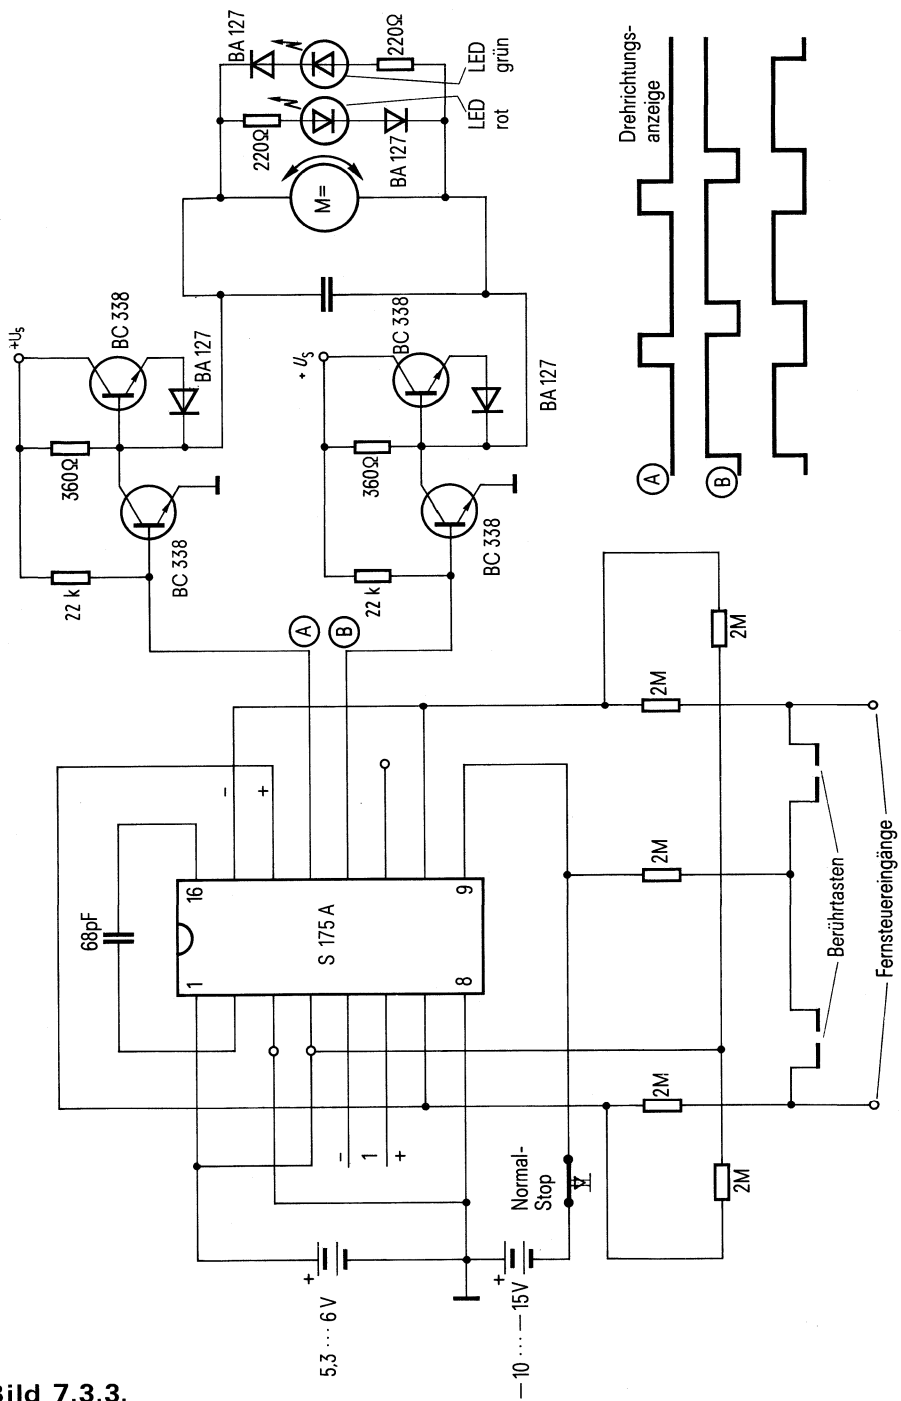 BA 127
220Ω
LED
grün
LED
rot
220Ω
BA 127
M=
Drehrichtungs-
anzeige
+Us
BC 338
BA 127
360Ω
BC 338
22 k
+Us
BC 338
BA 127
360Ω
BC 338
22 k
A
B
A
B
2M
2M
2M
2M
2M
-
+
68pF
16
9
1
8
S 175 A
-
1
+
Normal-
Stop
+
5,3 ··· 6 V
+
—10 ···· —15V
Berührtasten
Fernsteuereingänge
Bild 7.3.3.